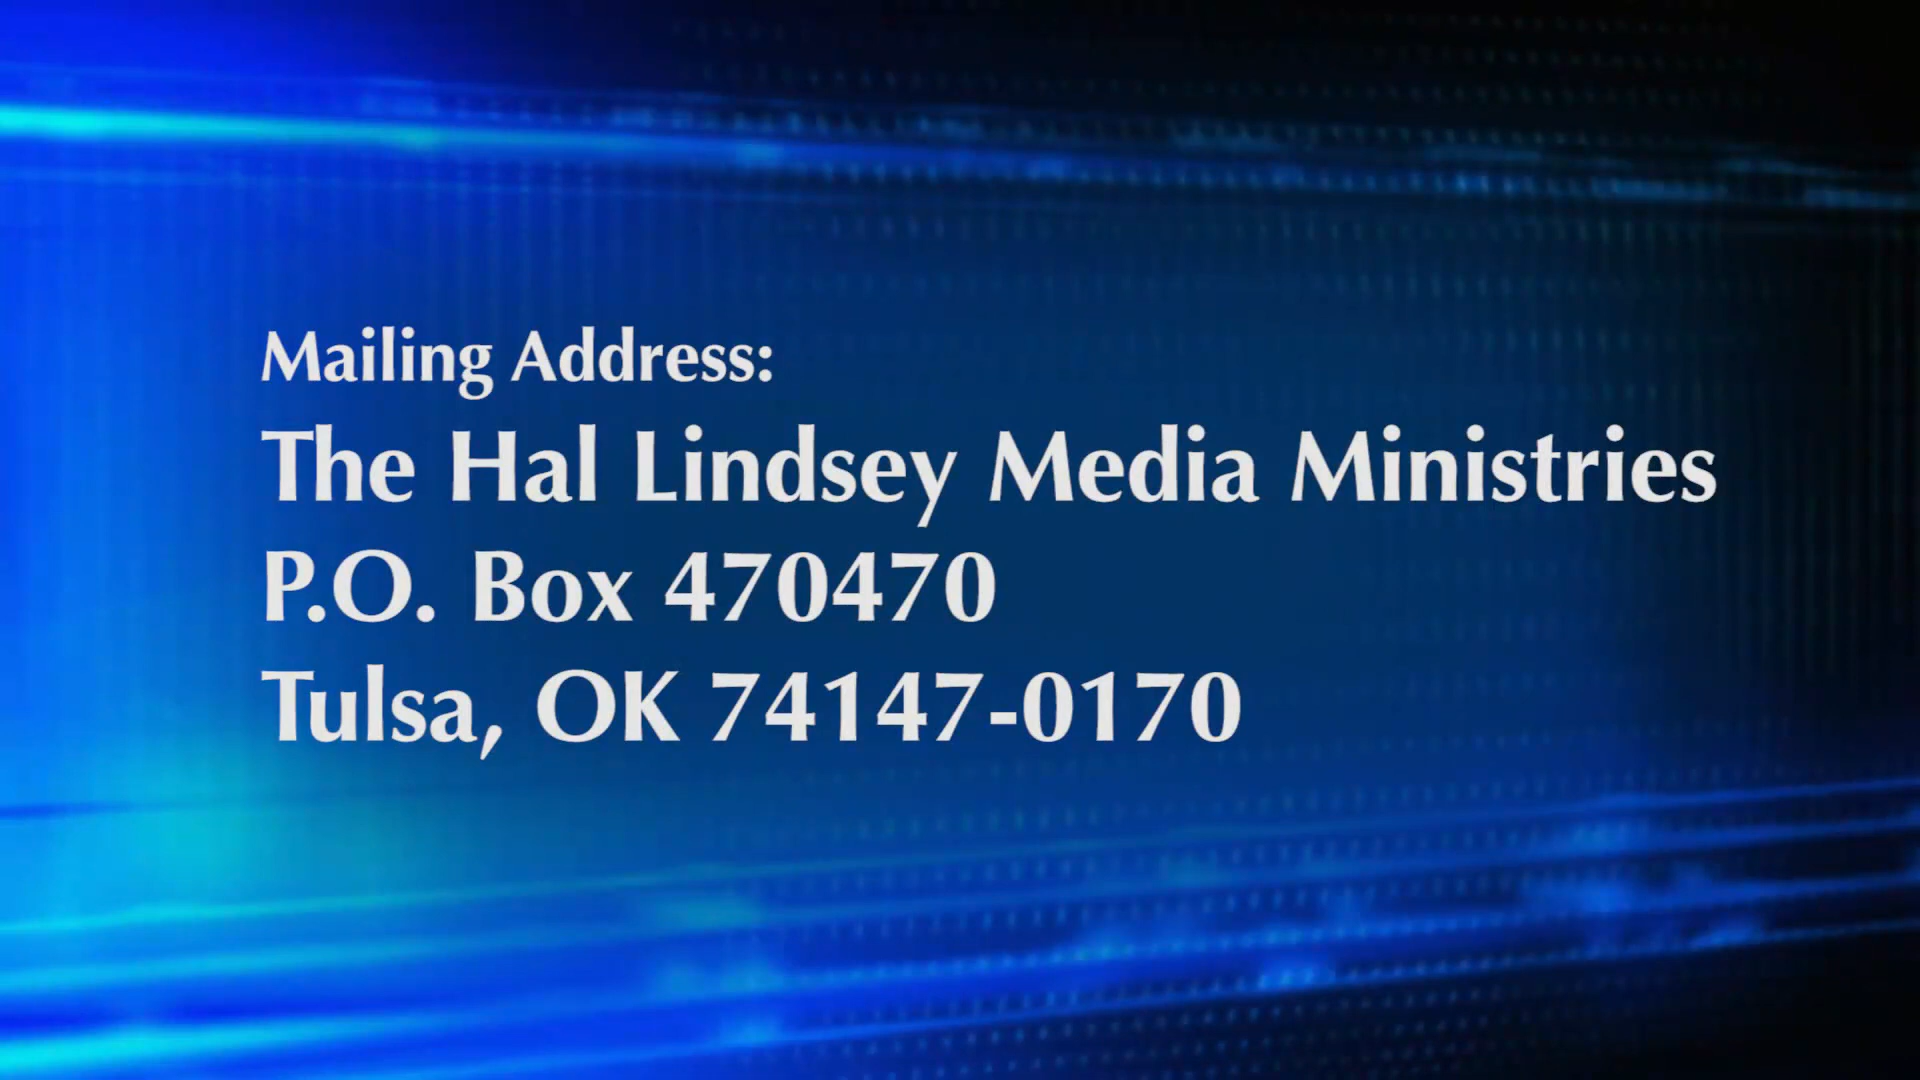 Mailing Address:
The Hal Lindsey Media Ministries
P.O. Box 470470
Tulsa, OK 74147-0170